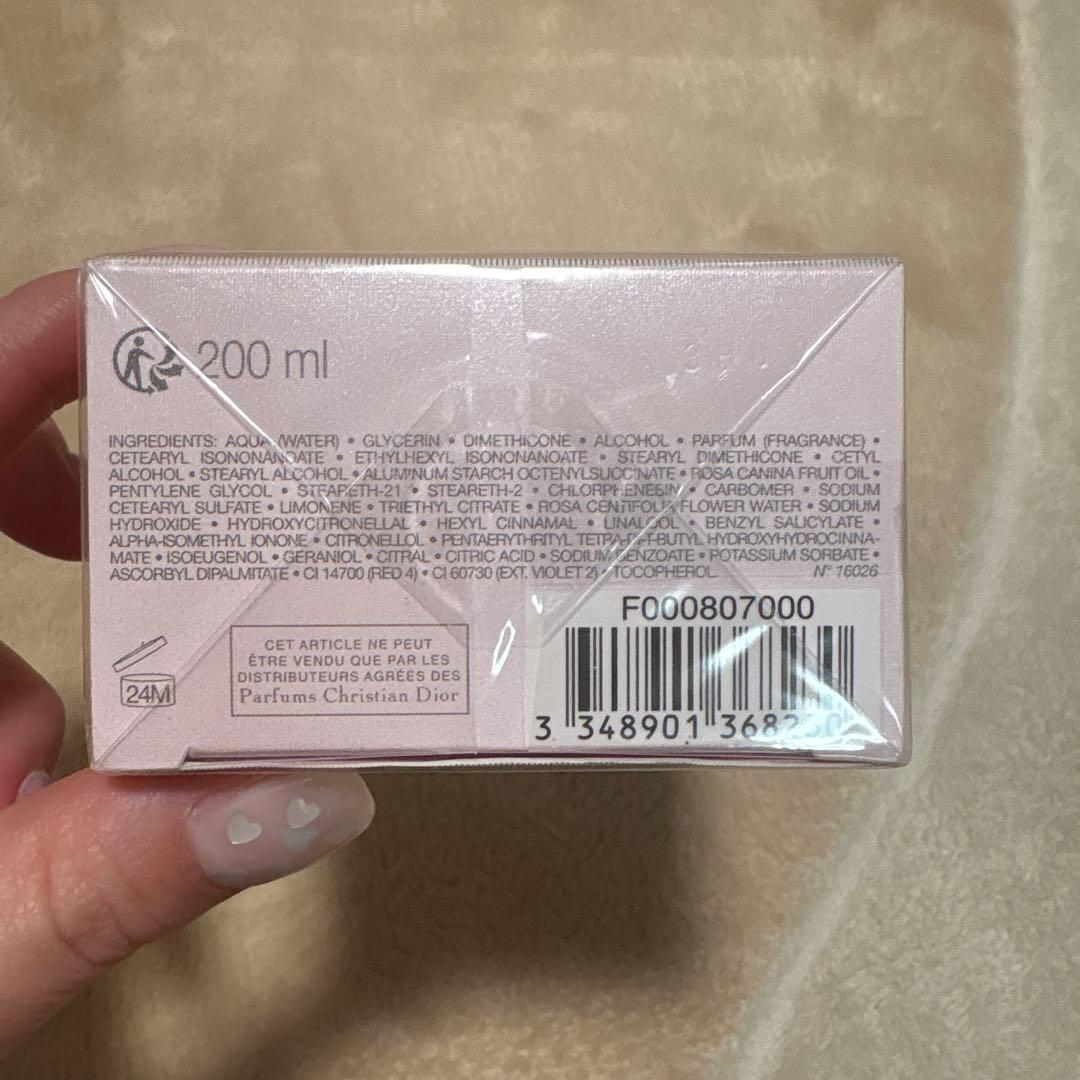 200 ml
INGREDIENTS: AQUA (WATER) • GLYCERIN • DIMETHICONE • ALCOHOL • PARFUM (FRAGRANCE) •
CETEARYL ISONONANOATE • ETHYLHEXYL ISONONANOATE • STEARYL DIMETHICONE • CETYL
ALCOHOL • STEARYL ALCOHOL • ALUMINUM STARCH OCTENYLSUCCINATE • ROSA CANINA FRUIT OIL •
PENTYLENE GLYCOL • STEARETH-21 • STEARETH-2 • CHLORPHENESIN • CARBOMER • SODIUM
CETEARYL SULFATE • LIMONENE • TRIETHYL CITRATE • ROSA CENTIFOLIA FLOWER WATER • SODIUM
HYDROXIDE • HYDROXYCITRONELLAL • HEXYL CINNAMAL • LINALOOL • BENZYL SALICYLATE •
ALPHA-ISOMETHYL IONONE • CITRONELLOL • PENTAERYTHRITYL TETRA-DI-T-BUTYL HYDROXYHYDROCINNA-
MATE • ISOEUGENOL • GERANIOL • CITRAL • CITRIC ACID • SODIUM BENZOATE • POTASSIUM SORBATE •
ASCORBYL DIPALMITATE • CI 14700 (RED 4) • CI 60730 (EXT. VIOLET 2) • TOCOPHEROL N° 16026
24M
CET ARTICLE NE PEUT
ÊTRE VENDU QUE PAR LES
DISTRIBUTEURS AGRÉÉS DES
Parfums Christian Dior
F000807000
3 348901